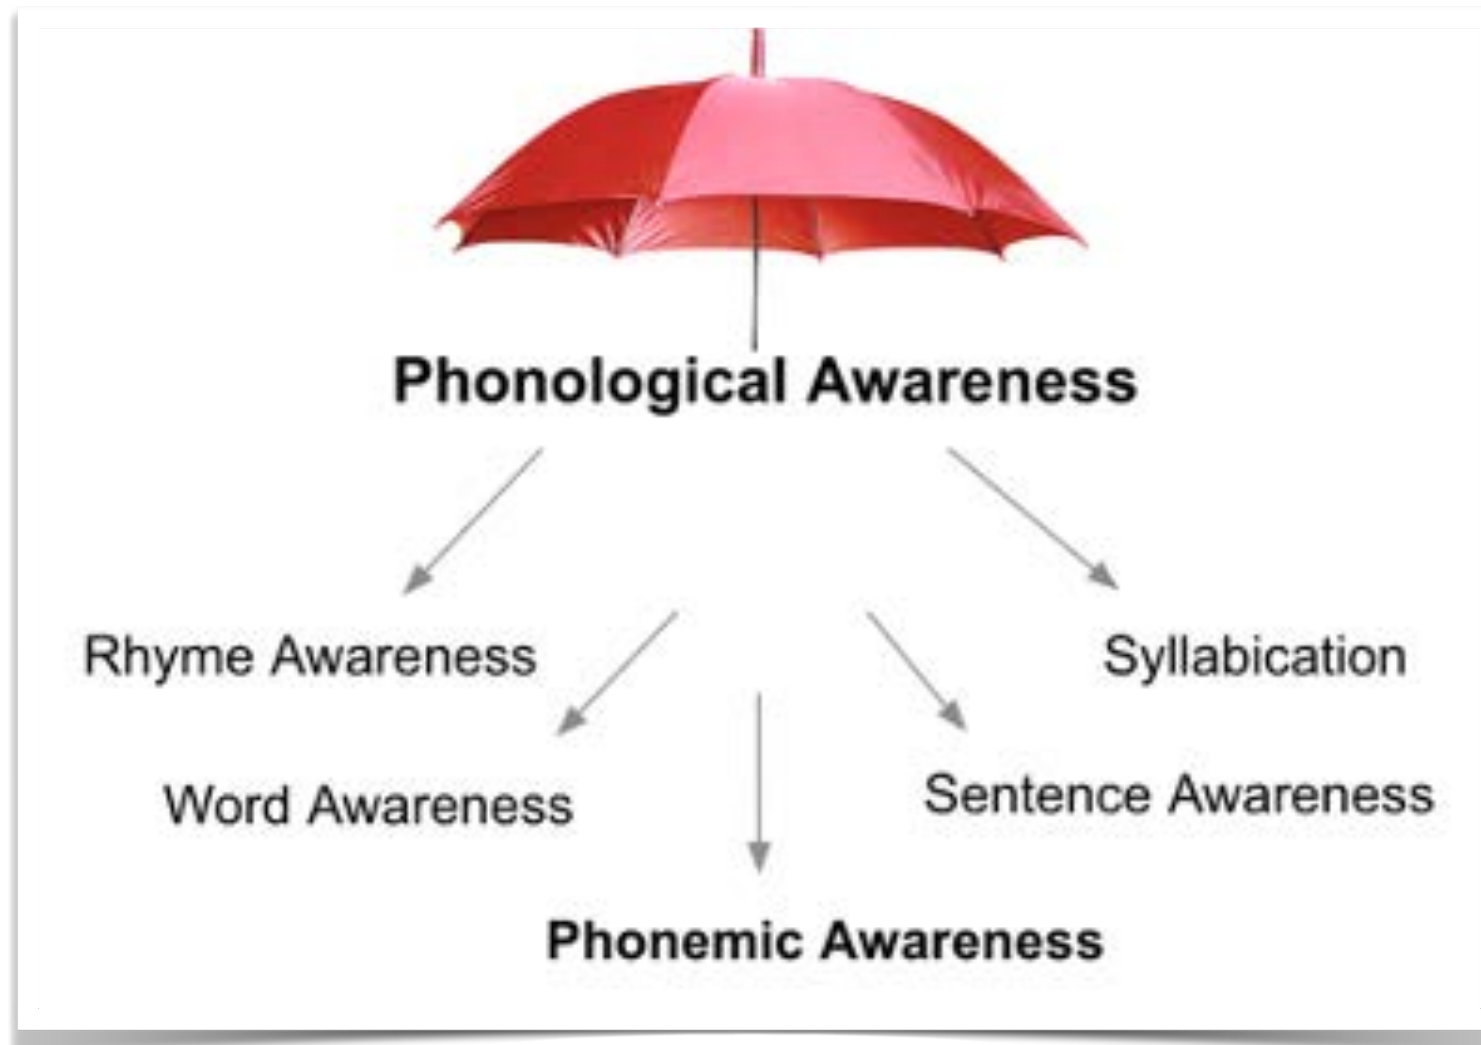 Phonological Awareness
Rhyme Awareness
Syllabication
Word Awareness
Sentence Awareness
Phonemic Awareness